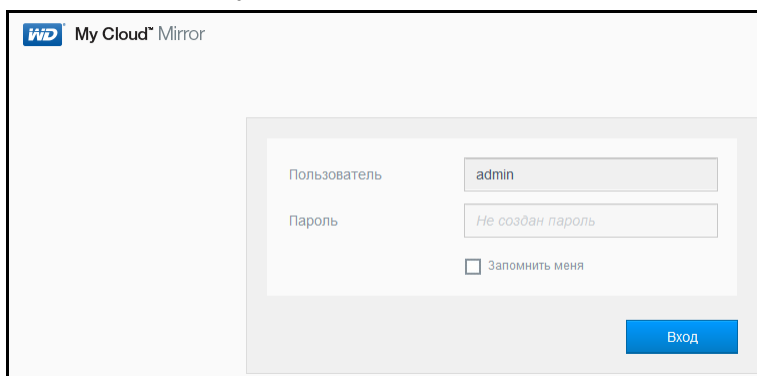 WD My Cloud™ Mirror
Пользователь admin
Пароль Не создан пароль
Запомнить меня
Вход